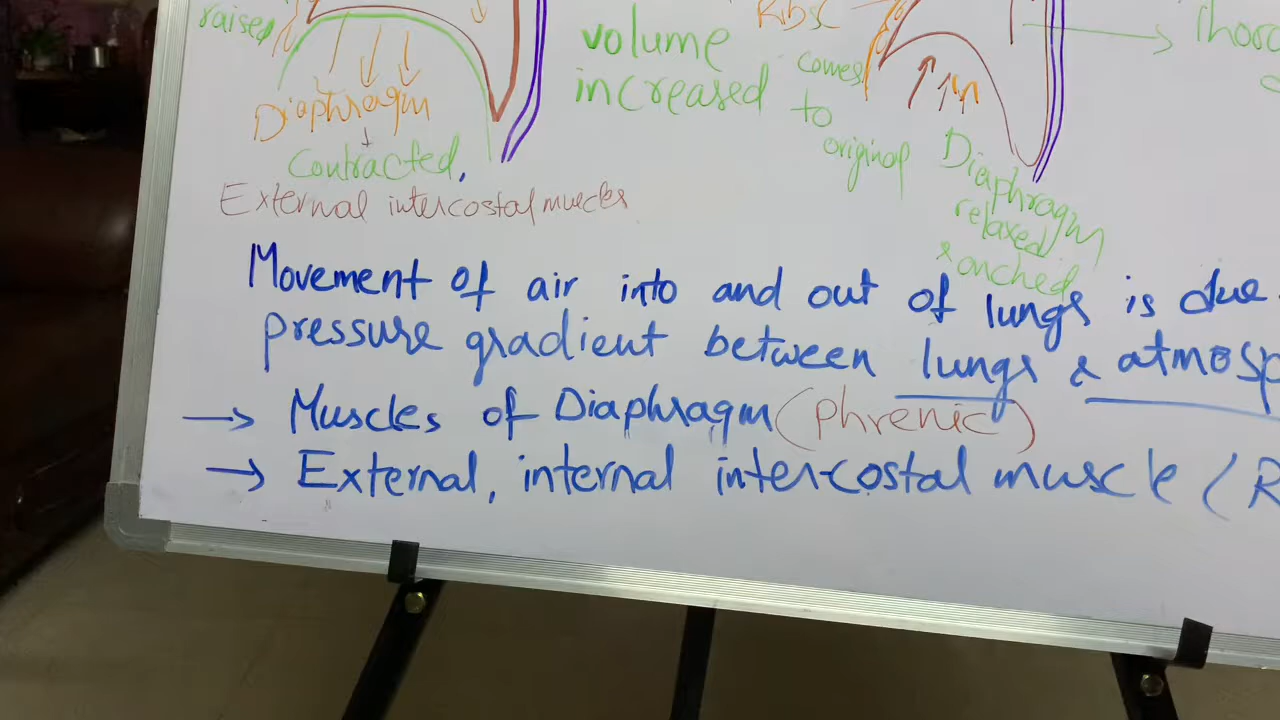 raised
Diaphragm
Contracted,
External intercostal muscles
volume
increased
Ribs
comes
to
original
Diaphragm
relaxed
& arched
Thorac
Movement of air into and out of lungs is due
pressure gradient between lungs & atmosp
→ Muscles of Diaphragm (Phrenic)
→ External, internal intercostal muscle (R